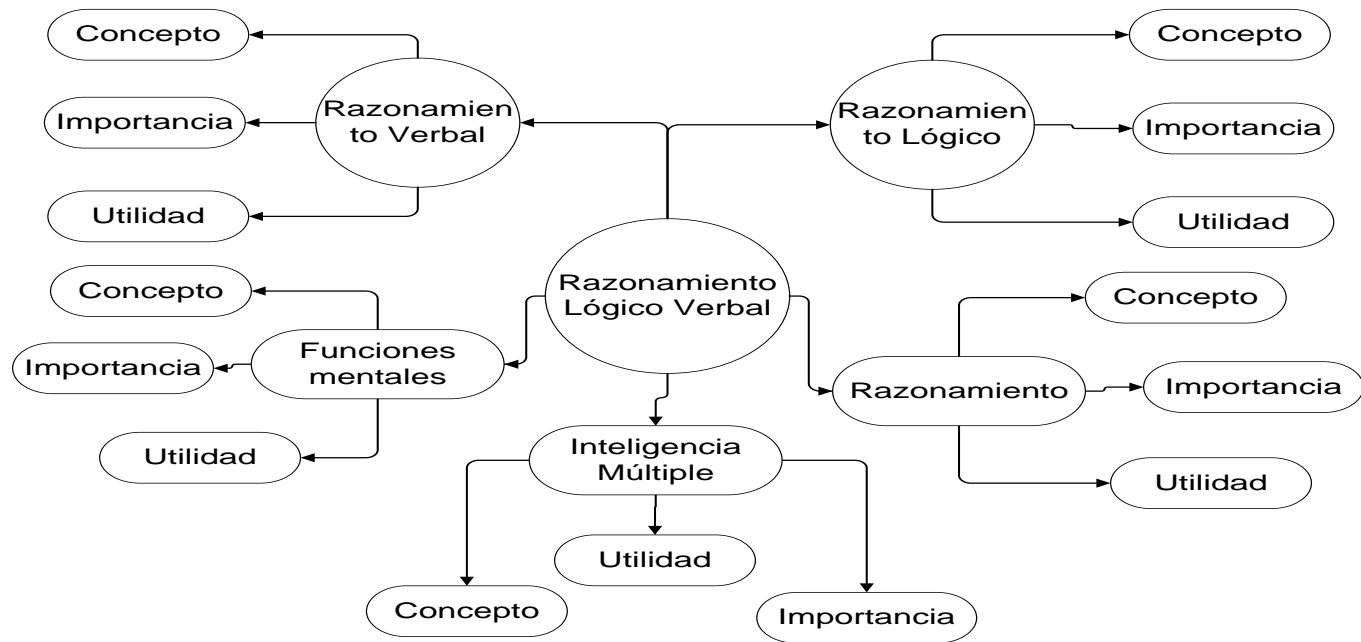 Concepto
Importancia
Utilidad
Razonamien
to Verbal
Razonamien
to Lógico
Concepto
Importancia
Utilidad
Razonamiento
Lógico Verbal
Concepto
Importancia
Utilidad
Funciones
mentales
Razonamiento
Concepto
Importancia
Utilidad
Inteligencia
Múltiple
Concepto
Utilidad
Importancia